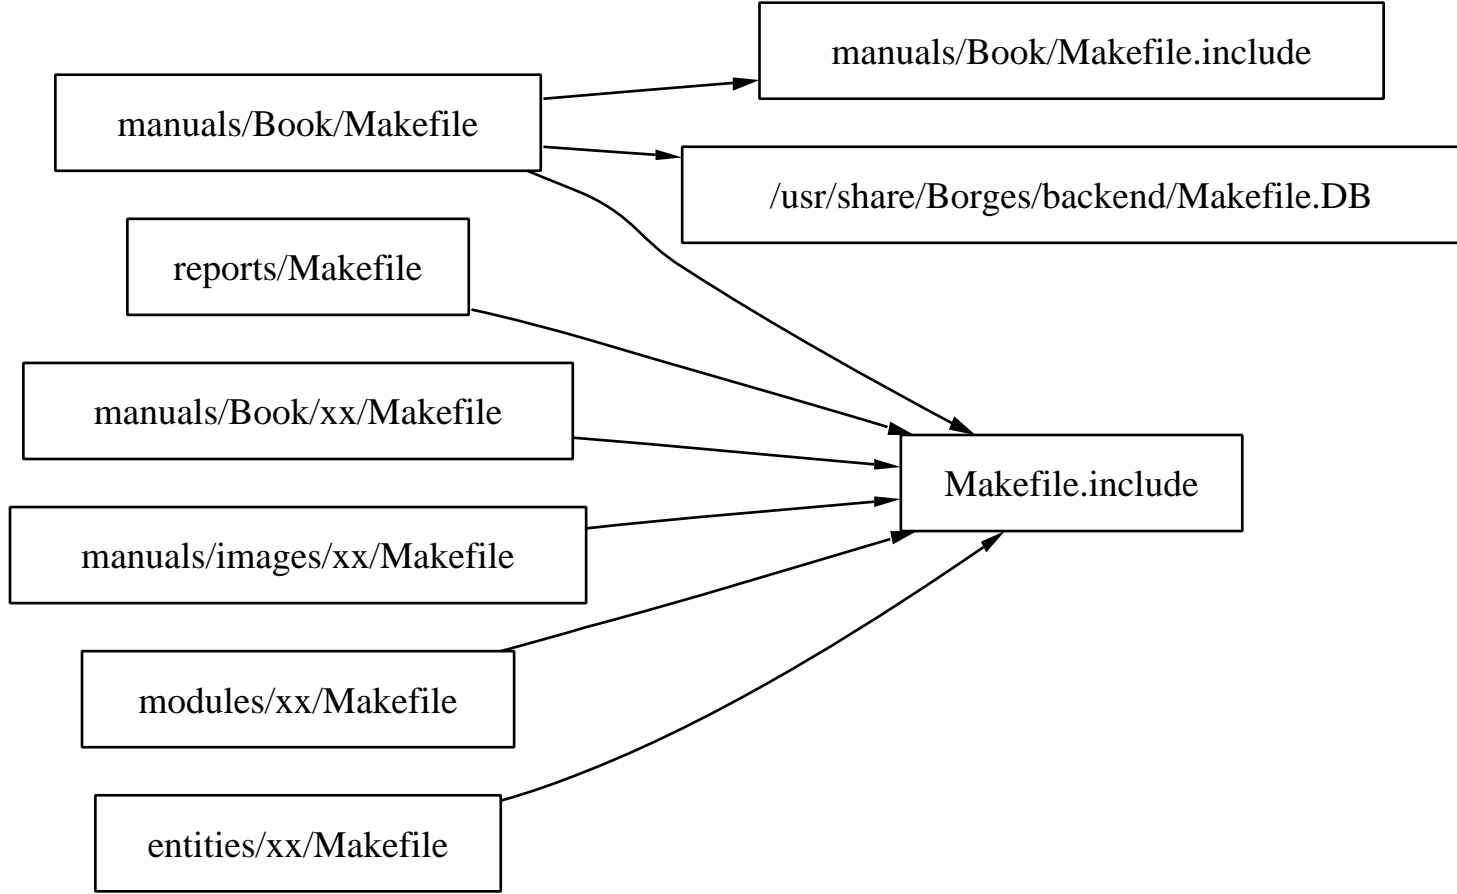 manuals/Book/Makefile.include
manuals/Book/Makefile
/usr/share/Borges/backend/Makefile.DB
reports/Makefile
manuals/Book/xx/Makefile
Makefile.include
manuals/images/xx/Makefile
modules/xx/Makefile
entities/xx/Makefile